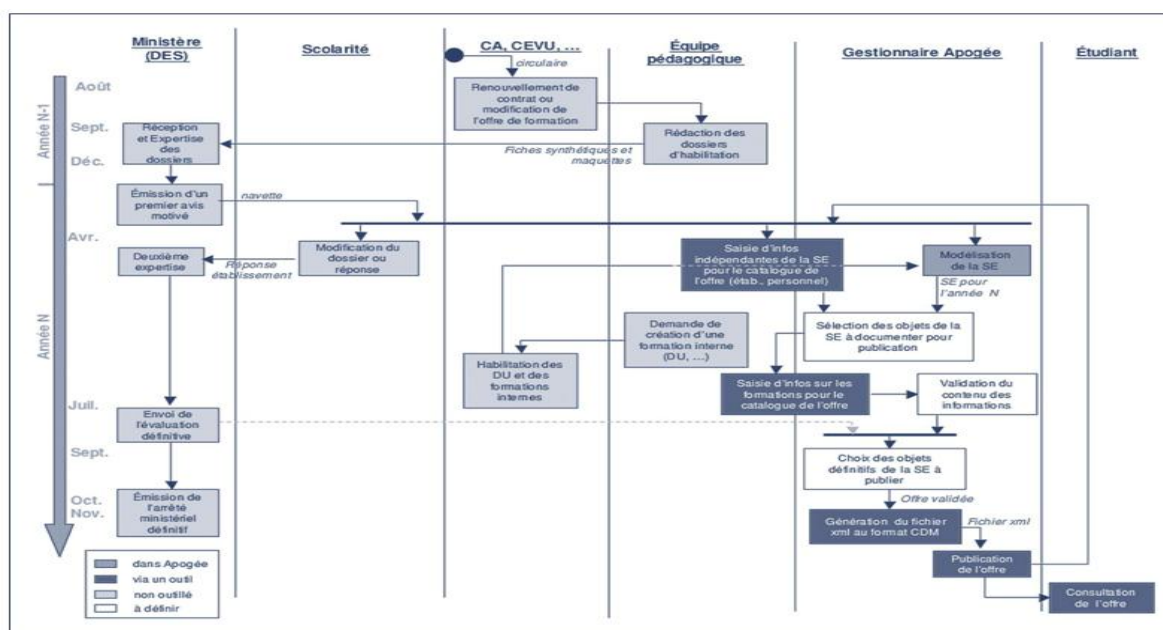 Ministère
(DES)
Scolarité
CA, CEVU, ...
Équipe
pédagogique
Gestionnaire Apogée
Étudiant
Année N-1
Année N
Août
Sept.
Déc.
Avr.
Juil.
Sept.
Oct.
Nov.
circulaire
Renouvellement de
contrat ou
modification de
l'offre de formation
Réception
et Expertise
des
dossiers
Fiches synthétiques et
maquettes
Rédaction des
dossiers
d'habilitation
Émission d'un
premier avis
motivé
navette
Deuxième
expertise
Réponse
établissement
Modification du
dossier ou
réponse
Saisie d'infos
indépendantes de la SE
pour le catalogue de
l'offre (étab., personnel)
Modélisation
de la SE
SE pour
l'année N
Demande de
création d'une
formation interne
(DU, ...)
Sélection des objets de la
SE à documenter pour
publication
Habilitation des
DU et des
formations
internes
Saisie d'infos sur les
formations pour le
catalogue de l'offre
Validation du
contenu des
informations
Envoi de
l'évaluation
définitive
Choix des objets
définitifs de la SE à
publier
Offre validée
Émission de
l'arrêté
ministériel
définitif
Génération du fichier
xml au format CDM
Fichier xml
Publication
de l'offre
Consultation
de l'offre
dans Apogée
via un outil
non outillé
à définir